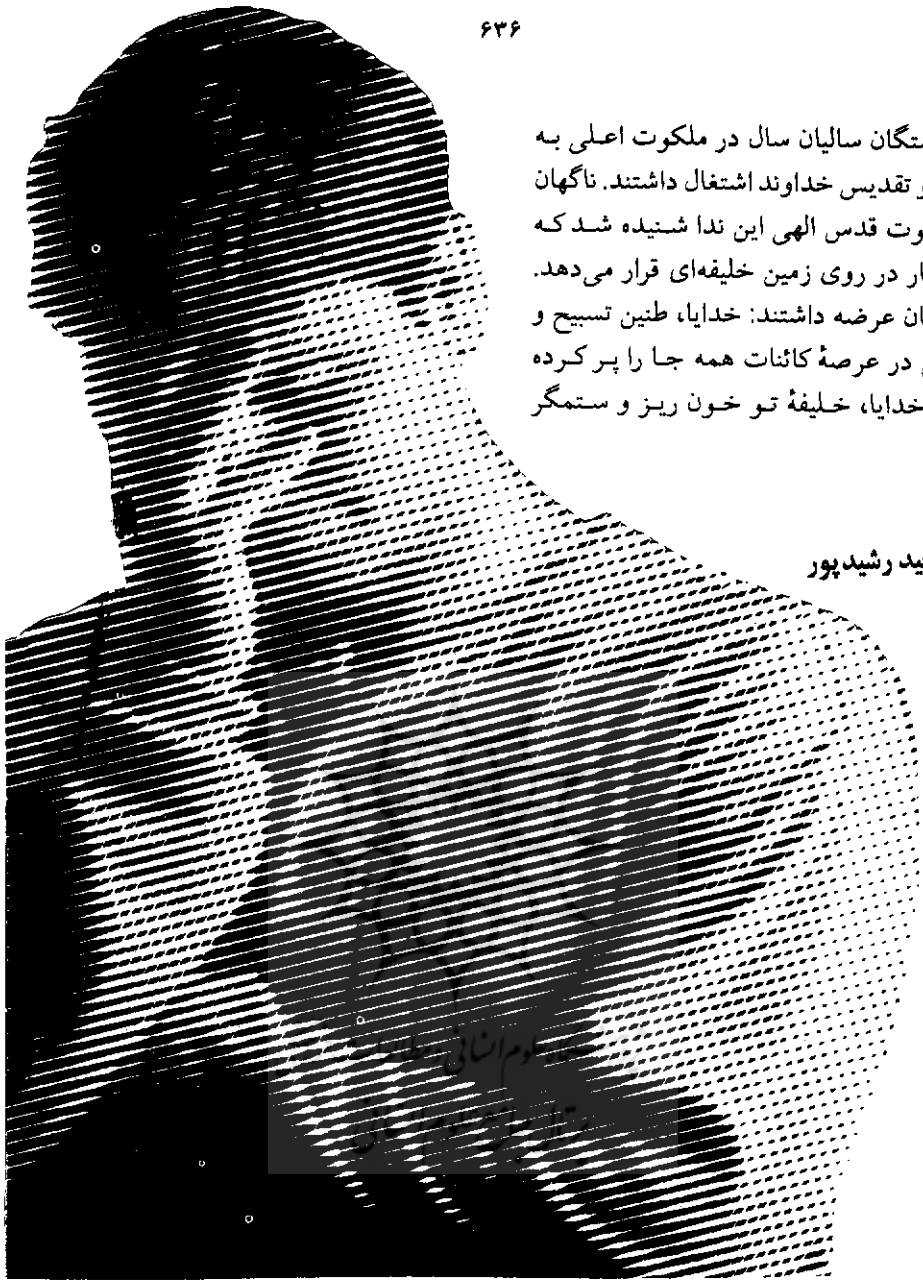 ۶۳۶
ستگان سالیان سال در ملکوت اعلی به
و تقدیس خداوند اشتغال داشتند. ناگهان
وت قدس الهی این ندا شنیده شد که
ار در روی زمین خلیفه‌ای قرار می‌دهد.
ان عرضه داشتند: خدایا، طنین تسبیح و
در عرصهٔ کائنات همه جا را پر کرده
خدایا، خلیفهٔ تو خون ریز و ستمگر
ید رشیدپور
علوم انسانی